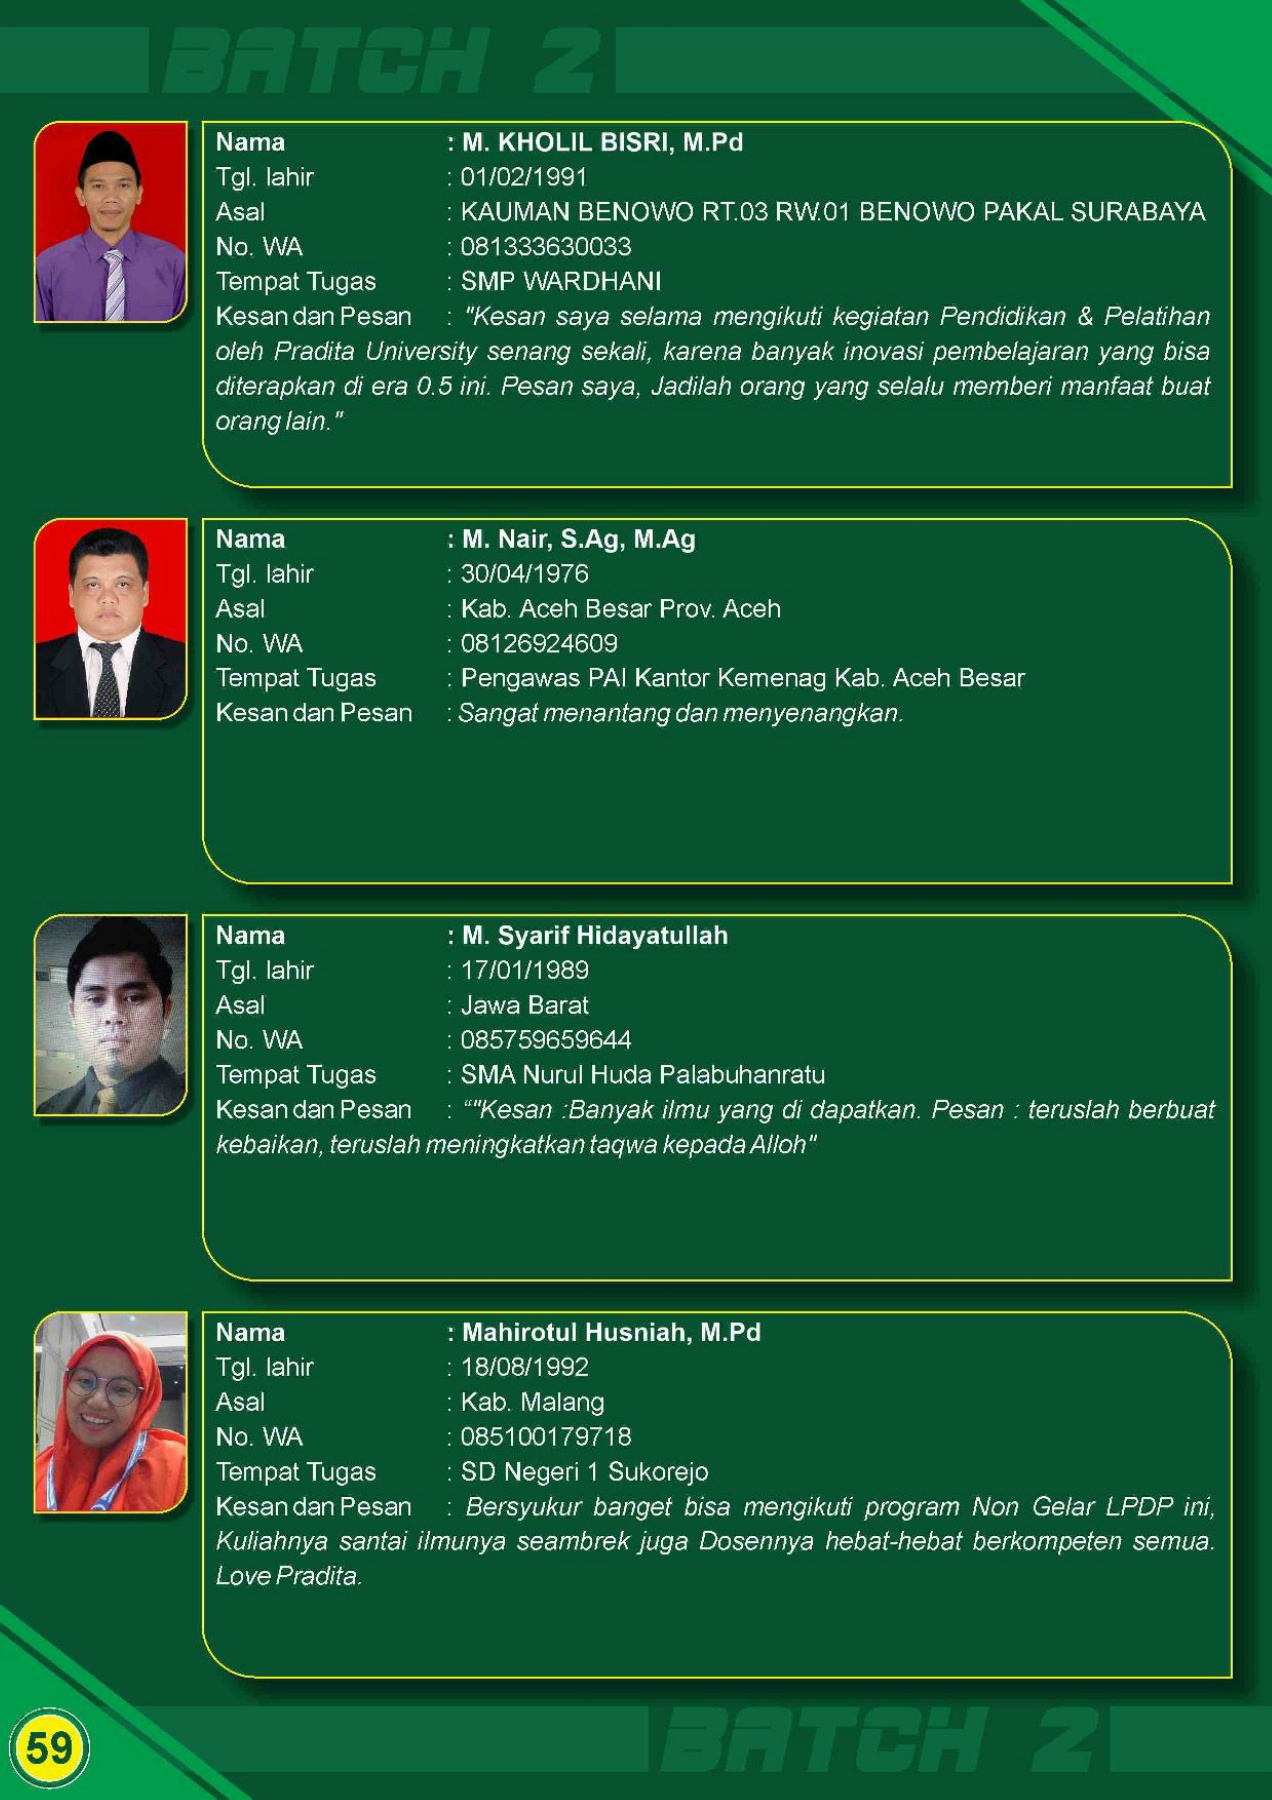 BATCH 2
Nama : M. KHOLIL BISRI, M.Pd
Tgl. lahir : 01/02/1991
Asal : KAUMAN BENOWO RT.03 RW.01 BENOWO PAKAL SURABAYA
No. WA : 081333630033
Tempat Tugas : SMP WARDHANI
Kesan dan Pesan : "Kesan saya selama mengikuti kegiatan Pendidikan & Pelatihan
oleh Pradita University senang sekali, karena banyak inovasi pembelajaran yang bisa
diterapkan di era 0.5 ini. Pesan saya, Jadilah orang yang selalu memberi manfaat buat
orang lain."
Nama : M. Nair, S.Ag, M.Ag
Tgl. lahir : 30/04/1976
Asal : Kab. Aceh Besar Prov. Aceh
No. WA : 08126924609
Tempat Tugas : Pengawas PAI Kantor Kemenag Kab. Aceh Besar
Kesan dan Pesan : Sangat menantang dan menyenangkan.
Nama : M. Syarif Hidayatullah
Tgl. lahir : 17/01/1989
Asal : Jawa Barat
No. WA : 085759659644
Tempat Tugas : SMA Nurul Huda Palabuhanratu
Kesan dan Pesan : “"Kesan :Banyak ilmu yang di dapatkan. Pesan : teruslah berbuat
kebaikan, teruslah meningkatkan taqwa kepada Alloh"
Nama : Mahirotul Husniah, M.Pd
Tgl. lahir : 18/08/1992
Asal : Kab. Malang
No. WA : 085100179718
Tempat Tugas : SD Negeri 1 Sukorejo
Kesan dan Pesan : Bersyukur banget bisa mengikuti program Non Gelar LPDP ini,
Kuliahnya santai ilmunya seambrek juga Dosennya hebat-hebat berkompeten semua.
Love Pradita.
59
BATCH 2